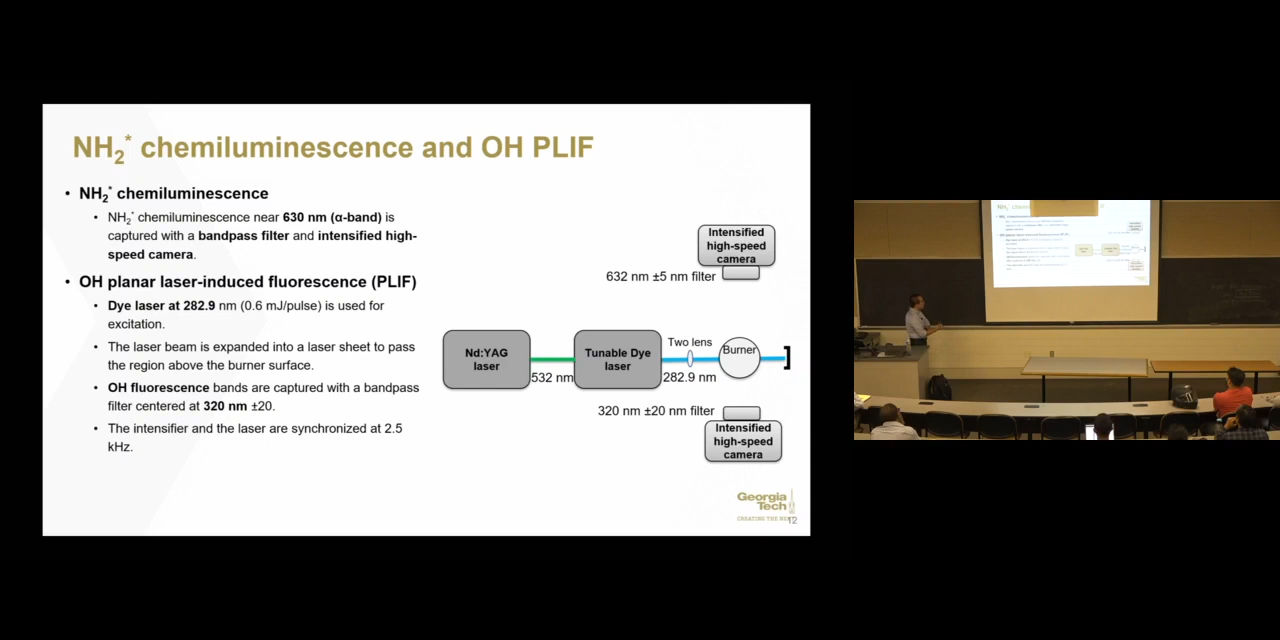 NH2* chemiluminescence and OH PLIF
• NH2* chemiluminescence
• NH2* chemiluminescence near 630 nm (α-band) is
captured with a bandpass filter and intensified high-
speed camera.
• OH planar laser-induced fluorescence (PLIF)
• Dye laser at 282.9 nm (0.6 mJ/pulse) is used for
excitation.
• The laser beam is expanded into a laser sheet to pass
the region above the burner surface.
• OH fluorescence bands are captured with a bandpass
filter centered at 320 nm ±20.
• The intensifier and the laser are synchronized at 2.5
kHz.
Intensified
high-speed
camera
632 nm ±5 nm filter
Nd:YAG
laser
532 nm
Tunable Dye
laser
Two lens
282.9 nm
Burner
320 nm ±20 nm filter
Intensified
high-speed
camera
Georgia
Tech
CREATING THE NEXT
12